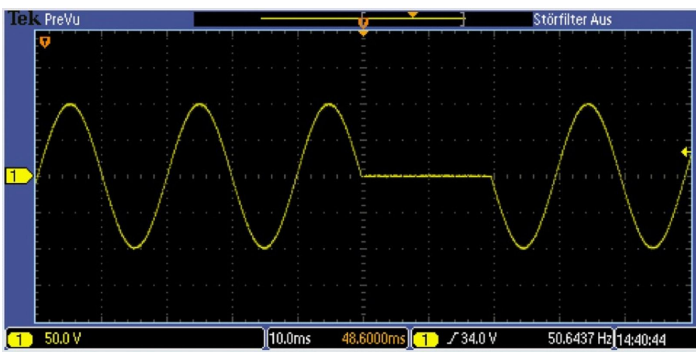 Tek PreVu Störfilter Aus
T
T
1
1 50.0 V 10.0ms 48.6000ms 1 34.0 V 50.6437 Hz 14:40:44